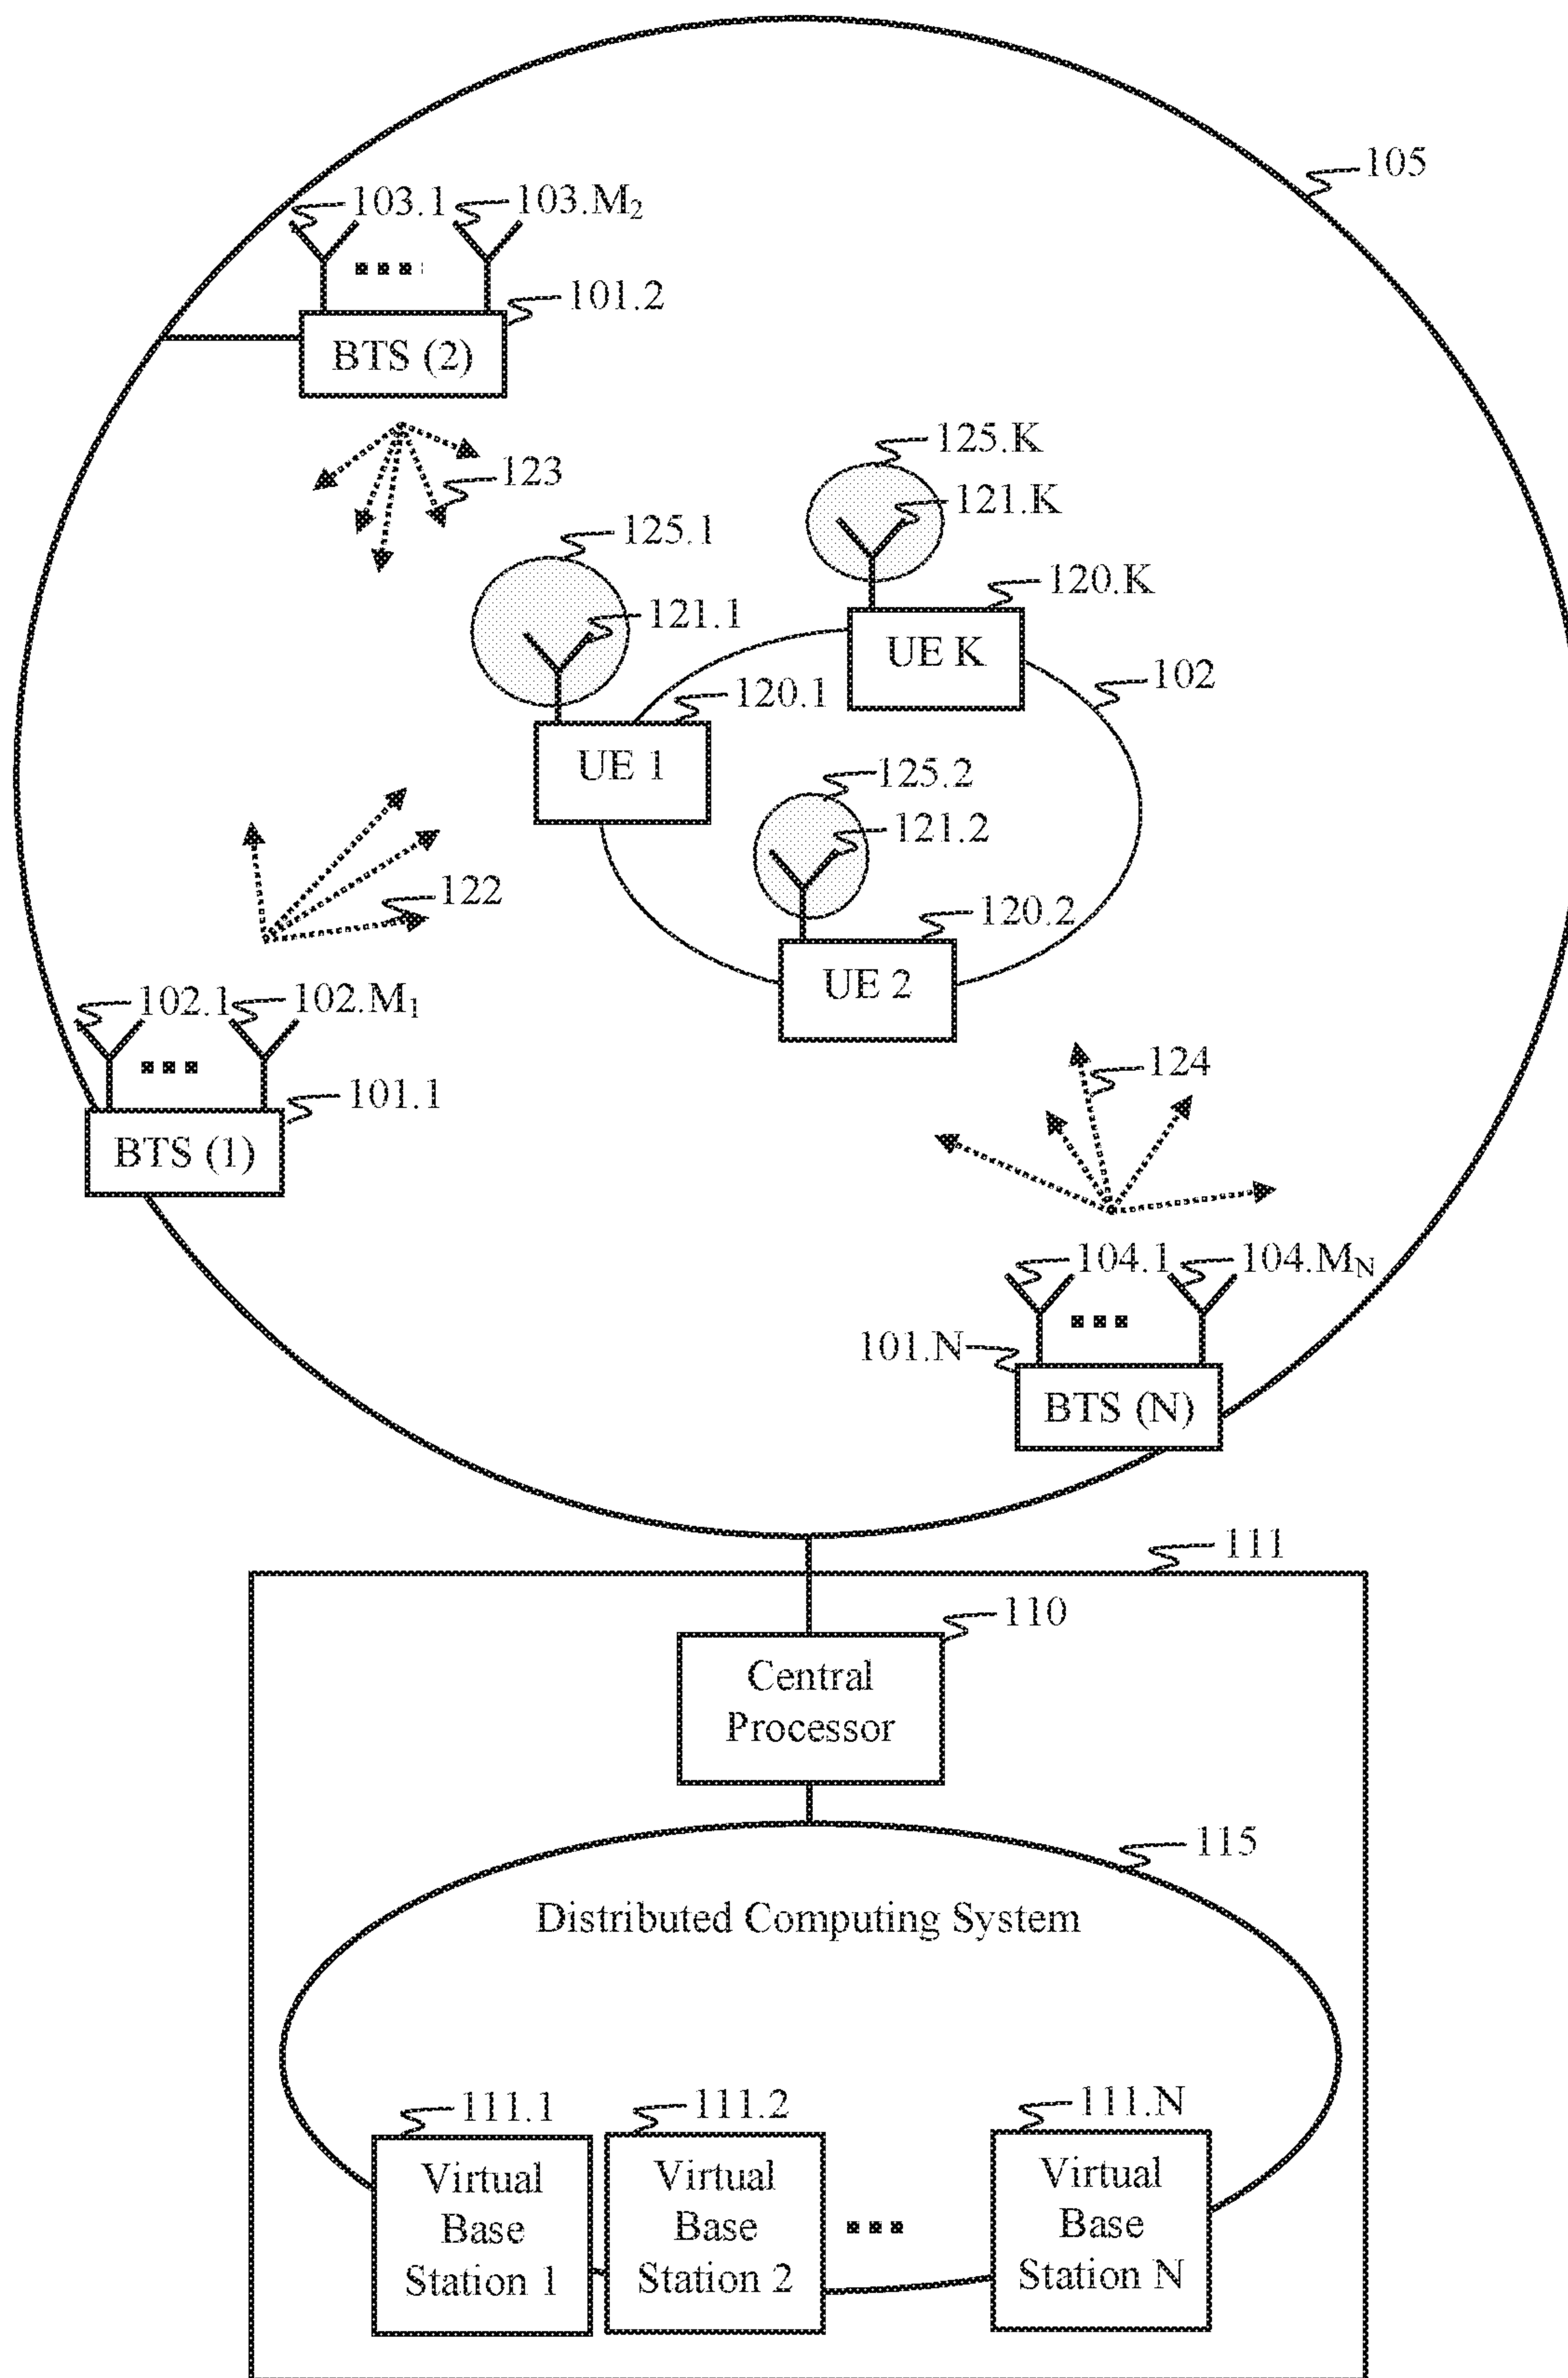 105
103.1
103.M₂
101.2
BTS (2)
123
125.K
121.K
125.1
120.K
121.1
UE K
102
120.1
UE 1
125.2
121.2
122
120.2
UE 2
102.1
102.M₁
124
101.1
BTS (1)
104.1
104.M_N
101.N
BTS (N)
111
110
Central
Processor
115
Distributed Computing System
111.1
111.2
111.N
Virtual
Base
Station 1
Virtual
Base
Station 2
Virtual
Base
Station N